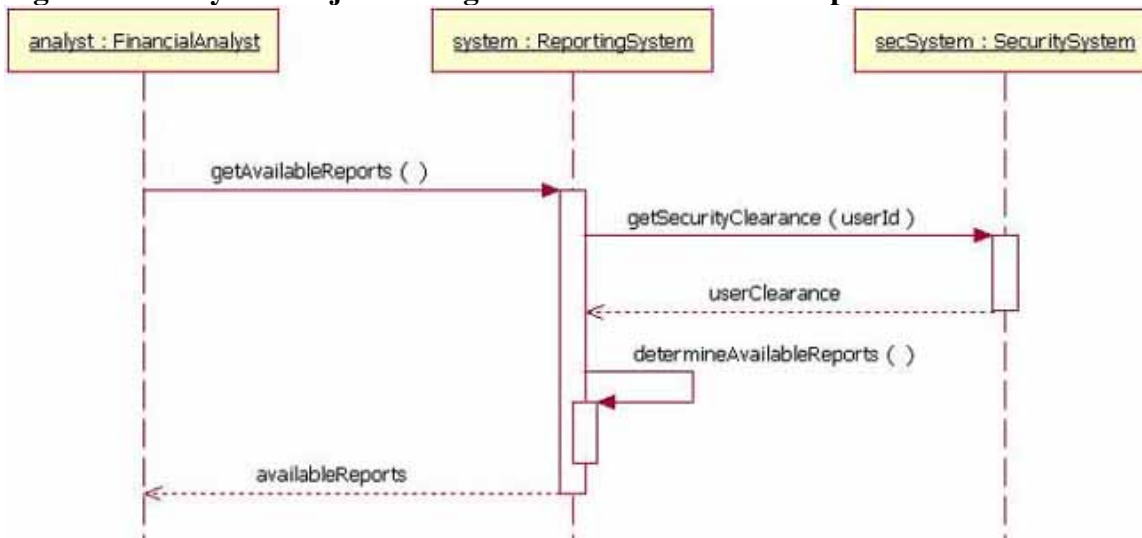 analyst : FinancialAnalyst
system : ReportingSystem
secSystem : SecuritySystem
getAvailableReports ( )
getSecurityClearance ( userId )
userClearance
determineAvailableReports ( )
availableReports